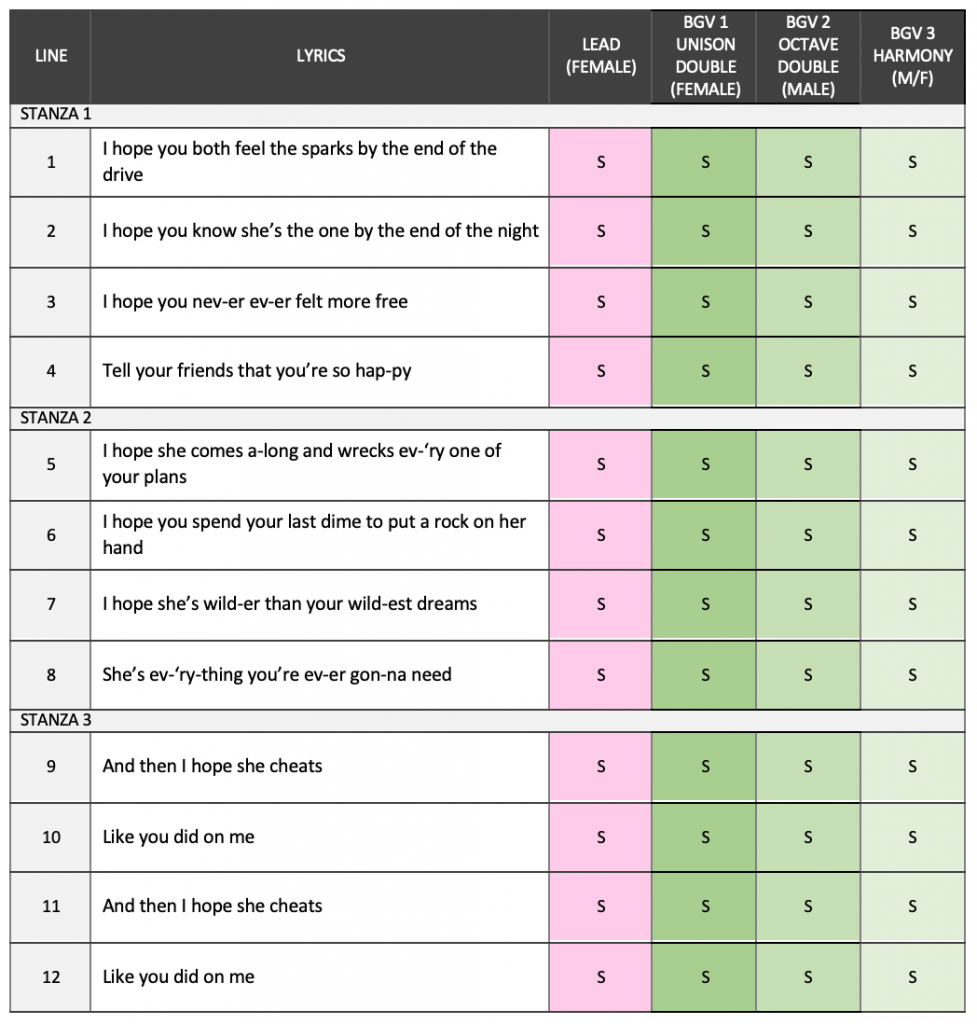 LINE
LYRICS
LEAD
(FEMALE)
BGV 1
UNISON
DOUBLE
(FEMALE)
BGV 2
OCTAVE
DOUBLE
(MALE)
BGV 3
HARMONY
(M/F)
STANZA 1
1 I hope you both feel the sparks by the end of the
drive S S S S
2 I hope you know she’s the one by the end of the night S S S S
3 I hope you nev-er ev-er felt more free S S S S
4 Tell your friends that you’re so hap-py S S S S
STANZA 2
5 I hope she comes a-long and wrecks ev-‘ry one of
your plans S S S S
6 I hope you spend your last dime to put a rock on her
hand S S S S
7 I hope she’s wild-er than your wild-est dreams S S S S
8 She’s ev-‘ry-thing you’re ev-er gon-na need S S S S
STANZA 3
9 And then I hope she cheats S S S S
10 Like you did on me S S S S
11 And then I hope she cheats S S S S
12 Like you did on me S S S S